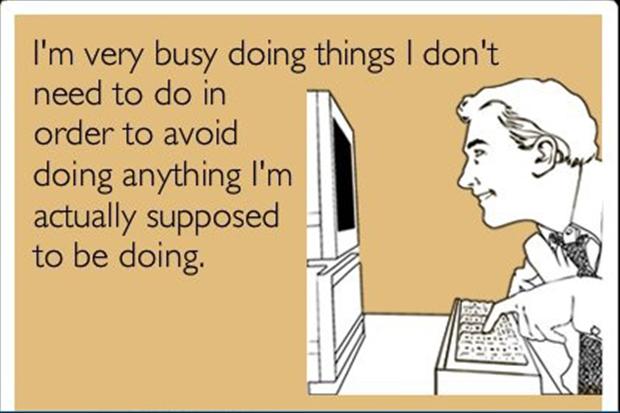 I'm very busy doing things I don't
need to do in
order to avoid
doing anything I'm
actually supposed
to be doing.